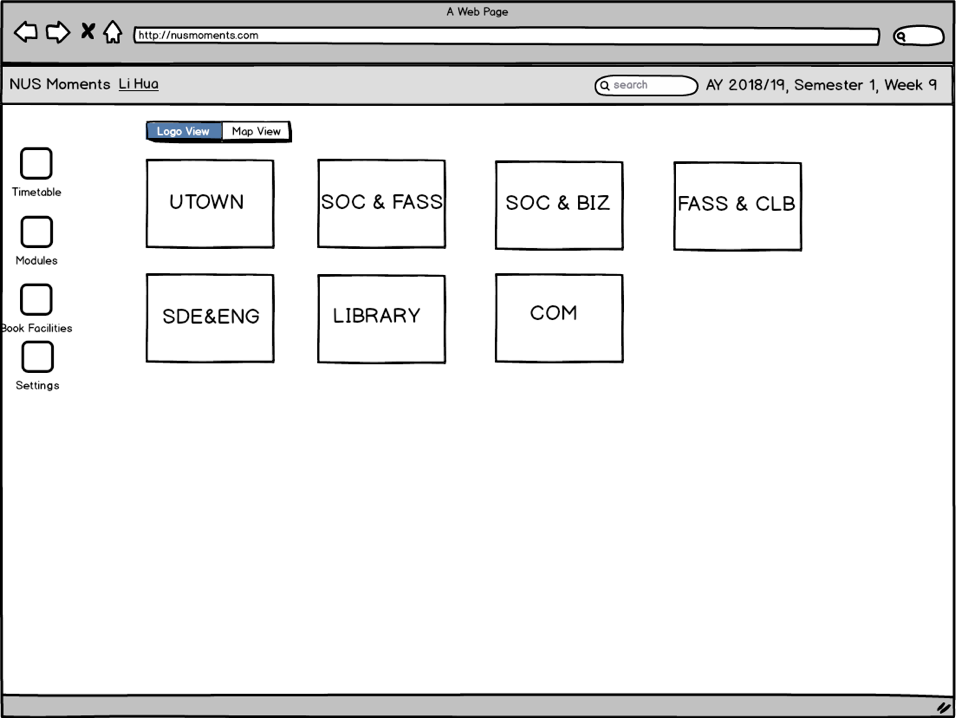 A Web Page
http://nusmoments.com
NUS Moments Li Hua search AY 2018/19, Semester 1, Week 9
Logo View Map View
Timetable
Modules
Book Facilities
Settings
UTOWN SOC & FASS SOC & BIZ FASS & CLB
SDE&ENG LIBRARY COM